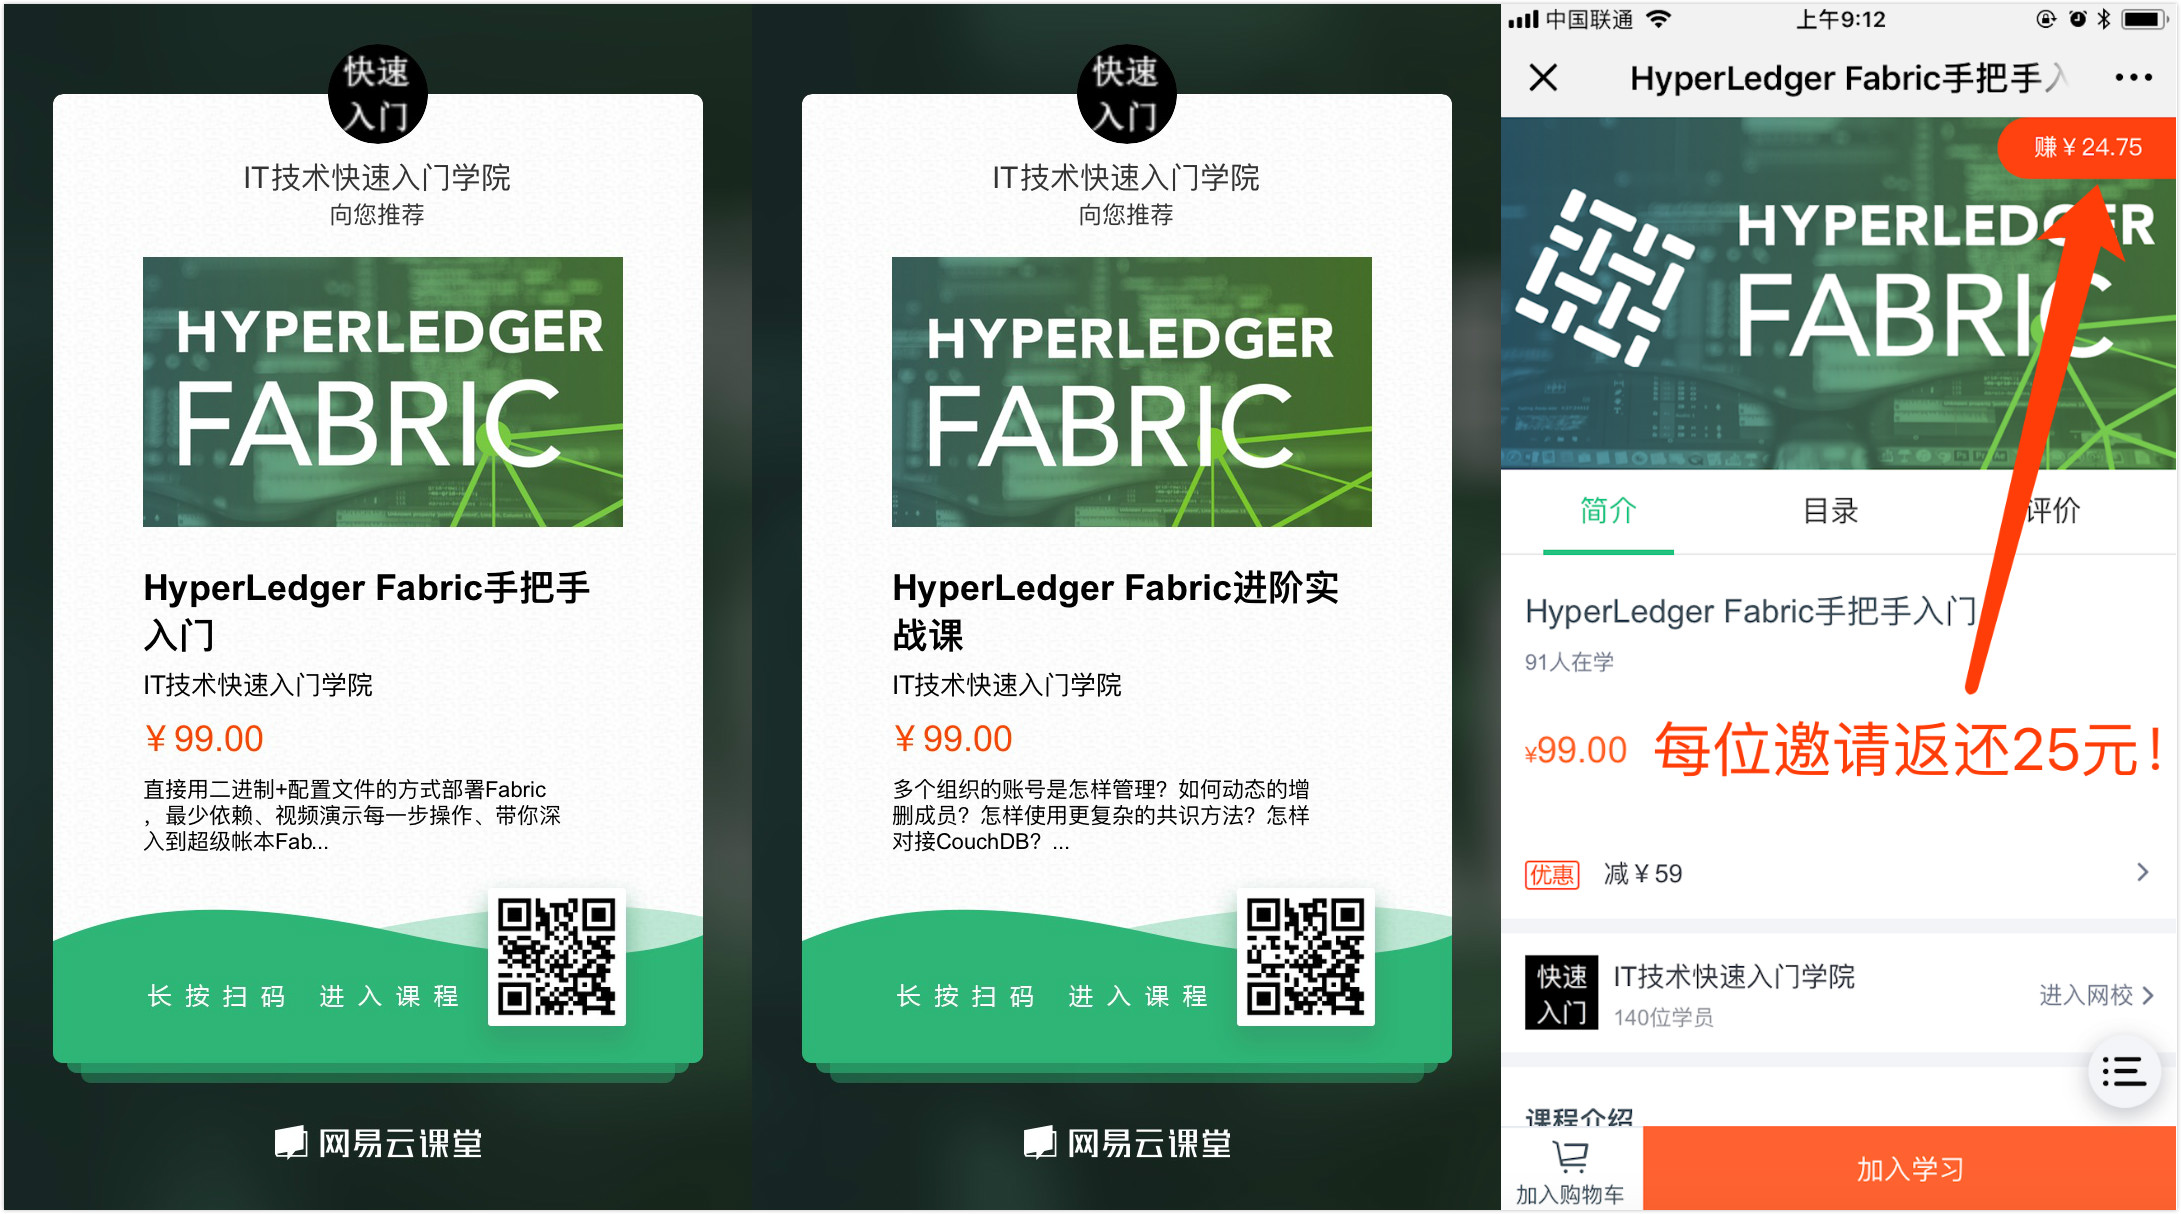 快速
入门
IT技术快速入门学院
向您推荐
HYPERLEDGER
FABRIC
HyperLedger Fabric手把手
入门
IT技术快速入门学院
¥99.00
直接用二进制+配置文件的方式部署Fabric
，最少依赖、视频演示每一步操作、带你深
入到超级帐本Fab...
长按扫码 进入课程
网易云课堂
快速
入门
IT技术快速入门学院
向您推荐
HYPERLEDGER
FABRIC
HyperLedger Fabric进阶实
战课
IT技术快速入门学院
¥99.00
多个组织的账号是怎样管理？如何动态的增
删成员？怎样使用更复杂的共识方法？怎样
对接CouchDB？...
长按扫码 进入课程
网易云课堂
中国联通 上午9:12
HyperLedger Fabric手把手入
赚¥24.75
HYPERLEDGER
FABRIC
简介 目录 评价
HyperLedger Fabric手把手入门
91人在学
¥99.00 每位邀请返还25元！
优惠 减¥59
快速
入门
IT技术快速入门学院
140位学员
进入网校
课程介绍
加入购物车
加入学习